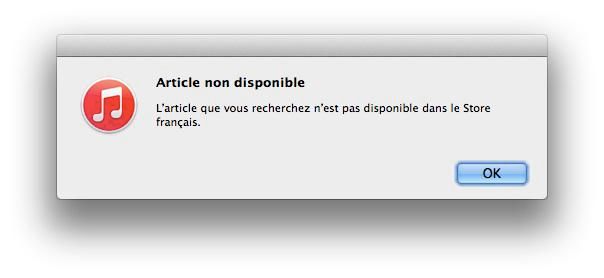 Article non disponible
L'article que vous recherchez n'est pas disponible dans le Store
français.
OK